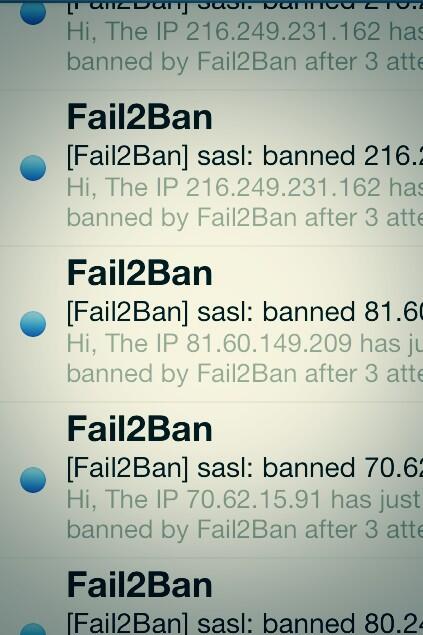 [Fail2Ban] sasl: banned 216.2
Hi, The IP 216.249.231.162 has
banned by Fail2Ban after 3 atte
Fail2Ban
[Fail2Ban] sasl: banned 216.2
Hi, The IP 216.249.231.162 has
banned by Fail2Ban after 3 atte
Fail2Ban
[Fail2Ban] sasl: banned 81.60
Hi, The IP 81.60.149.209 has ju
banned by Fail2Ban after 3 atte
Fail2Ban
[Fail2Ban] sasl: banned 70.62
Hi, The IP 70.62.15.91 has just
banned by Fail2Ban after 3 atte
Fail2Ban
[Fail2Ban] sasl: banned 80.24